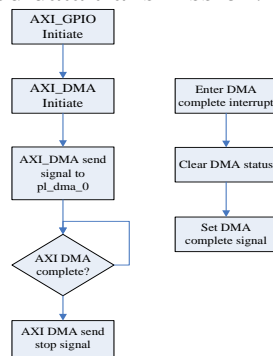 AXI_GPIO
Initiate
AXI_DMA
Initiate
AXI_DMA send
signal to
pl_dma_0
AXI DMA
complete?
AXI DMA send
stop signal
Enter DMA
complete interrupt
Clear DMA status
Set DMA
complete signal